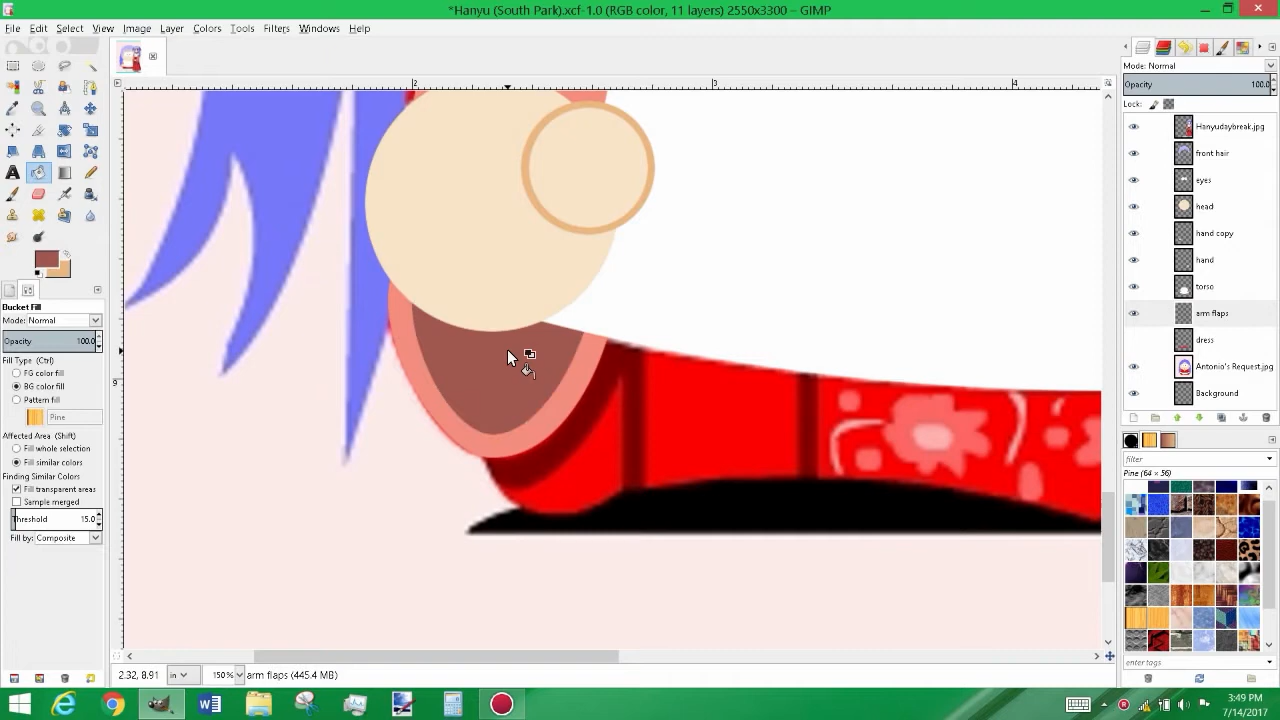 *Hanyu (South Park).xcf-1.0 (RGB color, 11 layers) 2550x3300 – GIMP
File Edit Select View Image Layer Colors Tools Filters Windows Help
Mode: Normal
Opacity 100.0
Lock:
2 3 4
9
Hanyudaybreak.jpg
front hair
eyes
head
hand copy
hand
torso
arm flaps
dress
Antonio's Request.jpg
Background
Bucket Fill
Mode: Normal
Opacity 100.0
Fill Type (Ctrl)
FG color fill
BG color fill
Pattern fill
Pine
Affected Area (Shift)
Fill whole selection
Fill similar colors
Finding Similar Colors
Fill transparent areas
Sample merged
Threshold 15.0
Fill by: Composite
filter
Pine (64 × 56)
enter tags
2.32, 8.91 in 150% arm flaps (445.4 MB)
3:49 PM
7/14/2017